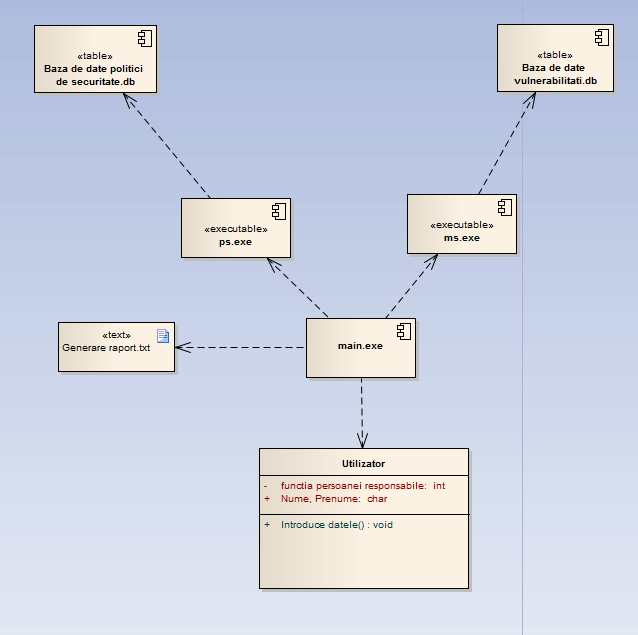 «table»
Baza de date politici
de securitate.db
«table»
Baza de date
vulnerabilitati.db
«executable»
ps.exe
«executable»
ms.exe
«text»
Generare raport.txt
main.exe
Utilizator
- functia persoanei responsabile: int
+ Nume, Prenume: char
+ Introduce datele() : void